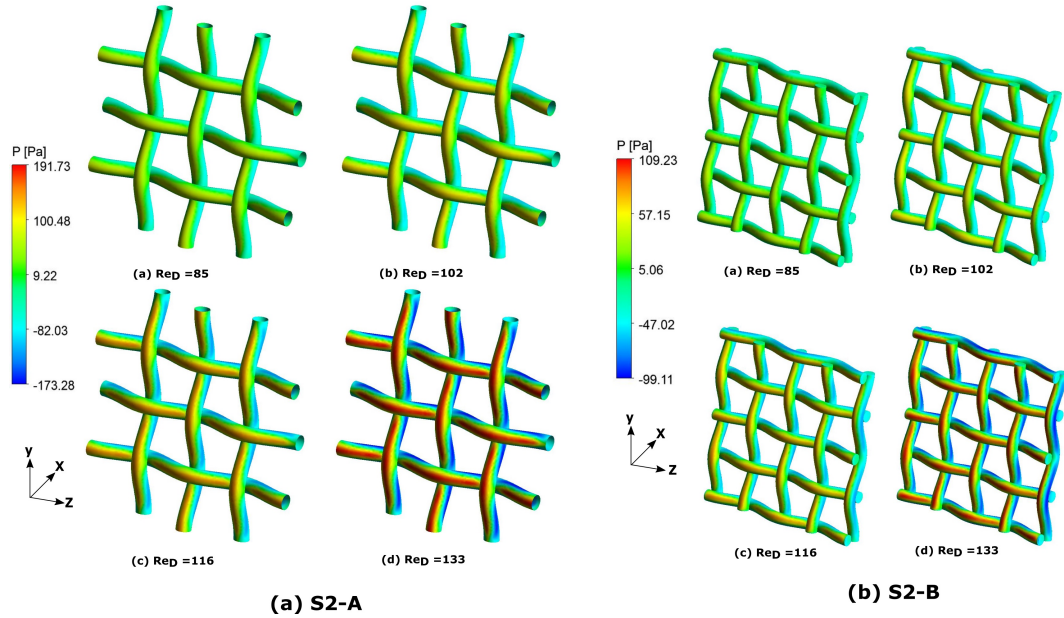 P [Pa]
191.73
100.48
9.22
-82.03
-173.28
(a) ReD =85
(b) ReD =102
y
X
Z
(c) ReD =116
(d) ReD =133
(a) S2-A
P [Pa]
109.23
57.15
5.06
-47.02
-99.11
(a) ReD =85
(b) ReD =102
y
X
Z
(c) ReD =116
(d) ReD =133
(b) S2-B